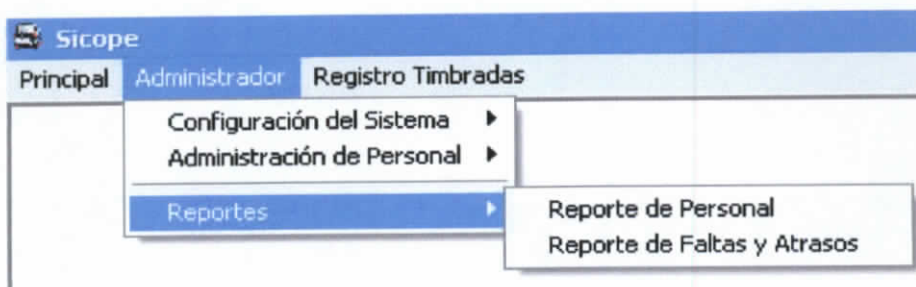 Sicope
Principal Administrador Registro Timbradas
Configuración del Sistema
Administración de Personal
Reportes
Reporte de Personal
Reporte de Faltas y Atrasos